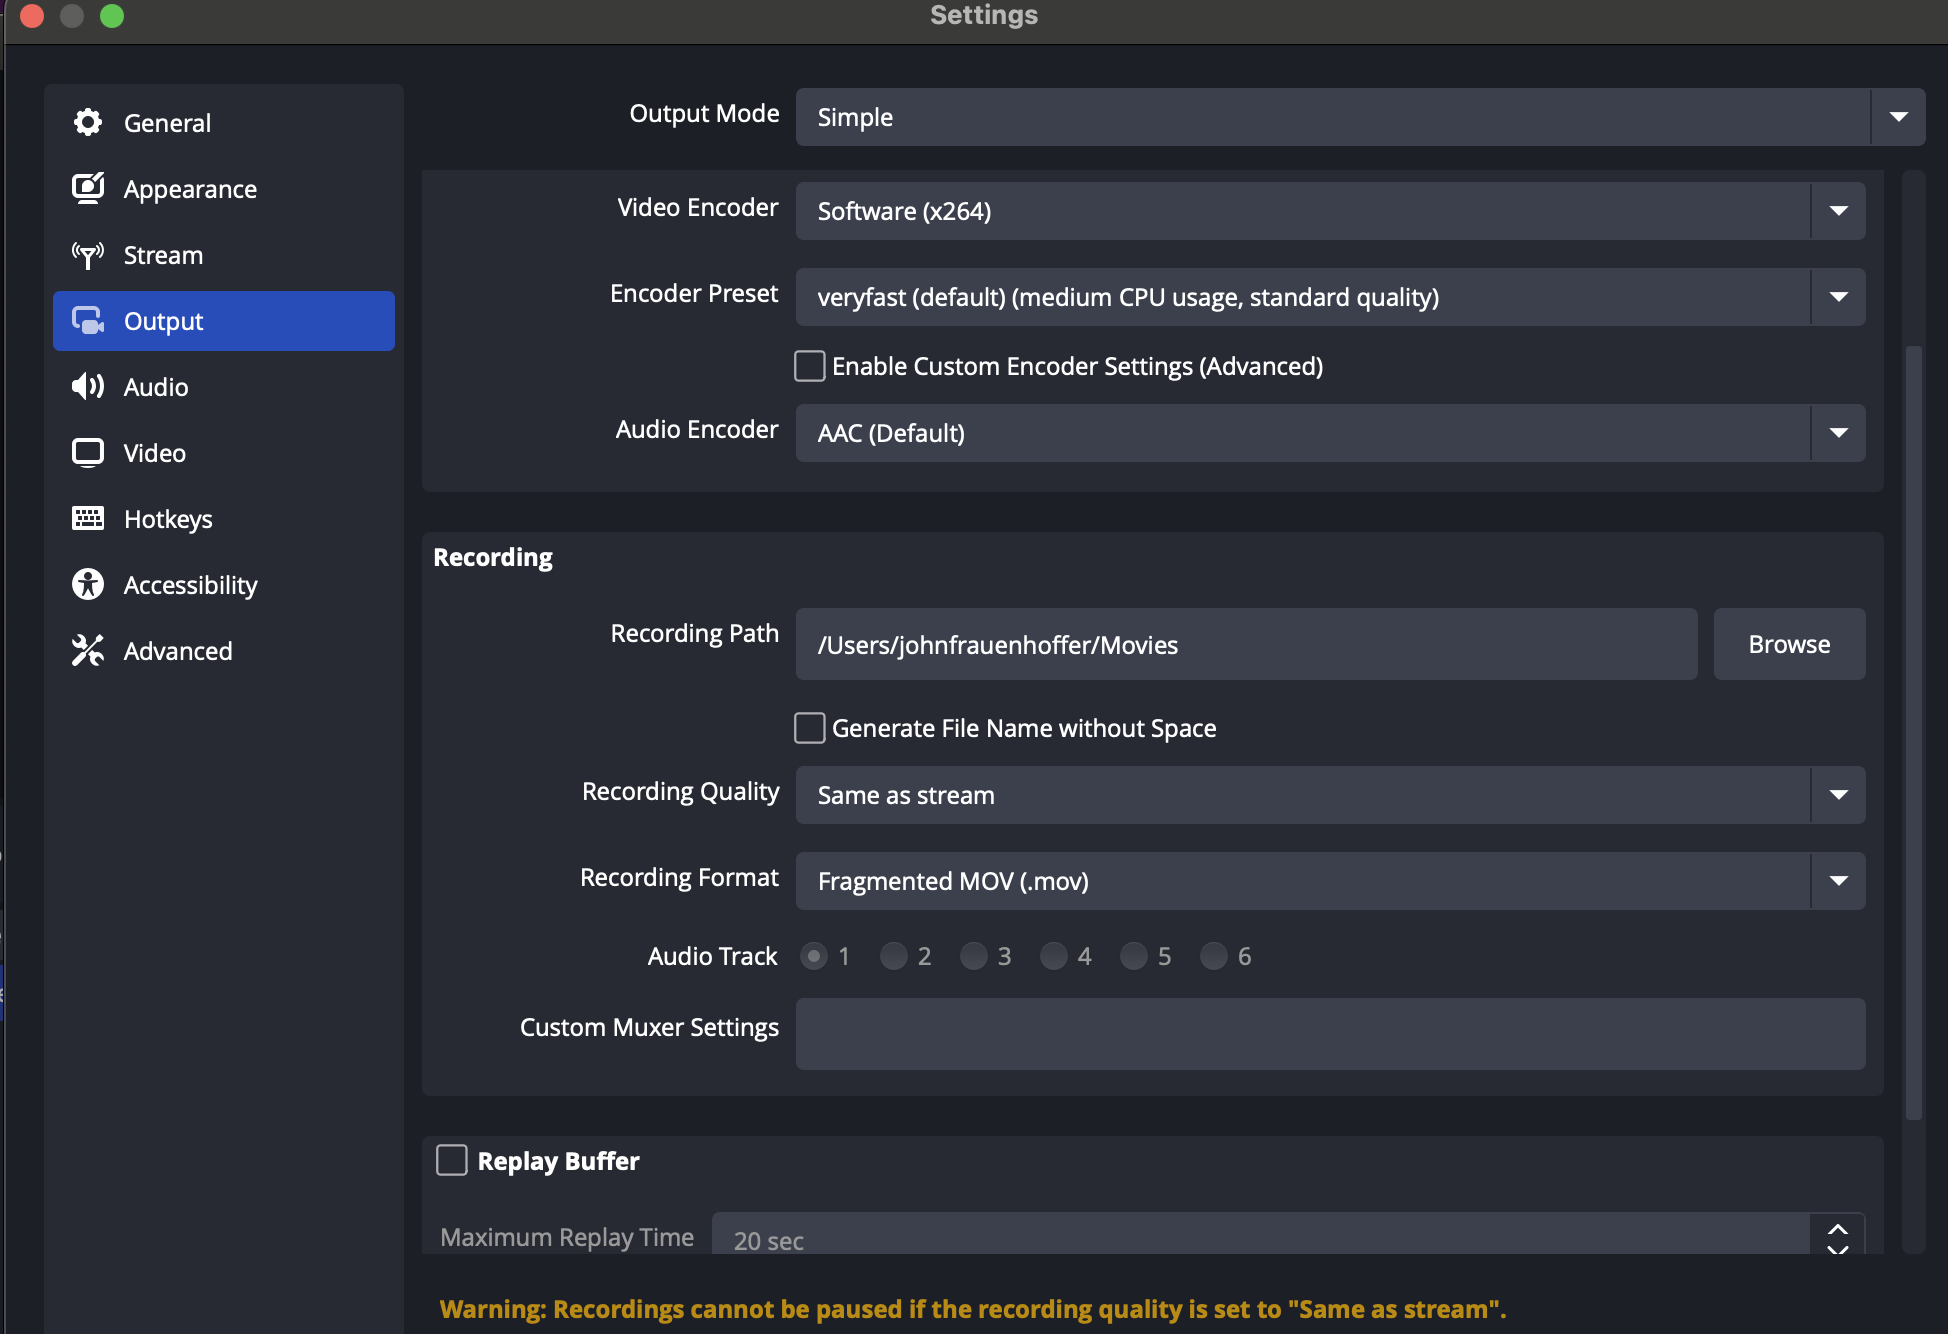 Settings
General
Appearance
Stream
Output
Audio
Video
Hotkeys
Accessibility
Advanced
Output Mode
Simple
Video Encoder
Software (x264)
Encoder Preset
veryfast (default) (medium CPU usage, standard quality)
Enable Custom Encoder Settings (Advanced)
Audio Encoder
AAC (Default)
Recording
Recording Path
/Users/johnfrauenhoffer/Movies
Browse
Generate File Name without Space
Recording Quality
Same as stream
Recording Format
Fragmented MOV (.mov)
Audio Track
1 2 3 4 5 6
Custom Muxer Settings
Replay Buffer
Maximum Replay Time
20 sec
Warning: Recordings cannot be paused if the recording quality is set to "Same as stream".